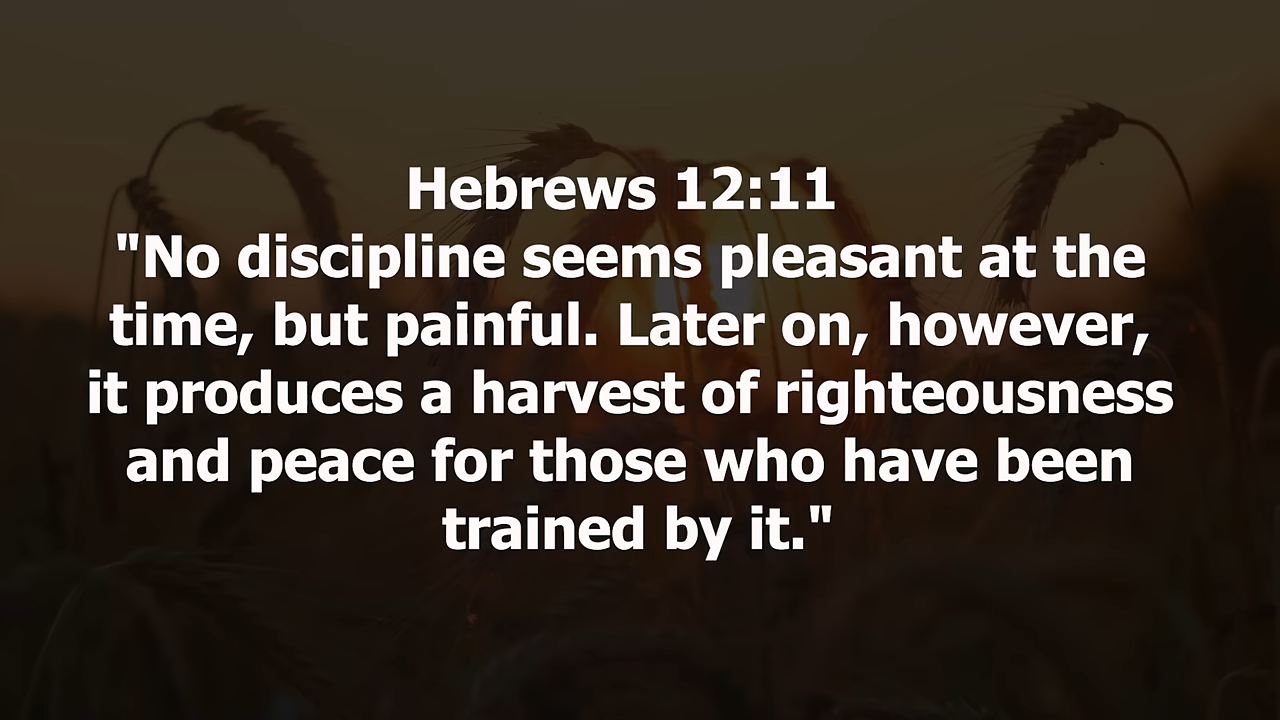 Hebrews 12:11
"No discipline seems pleasant at the
time, but painful. Later on, however,
it produces a harvest of righteousness
and peace for those who have been
trained by it."